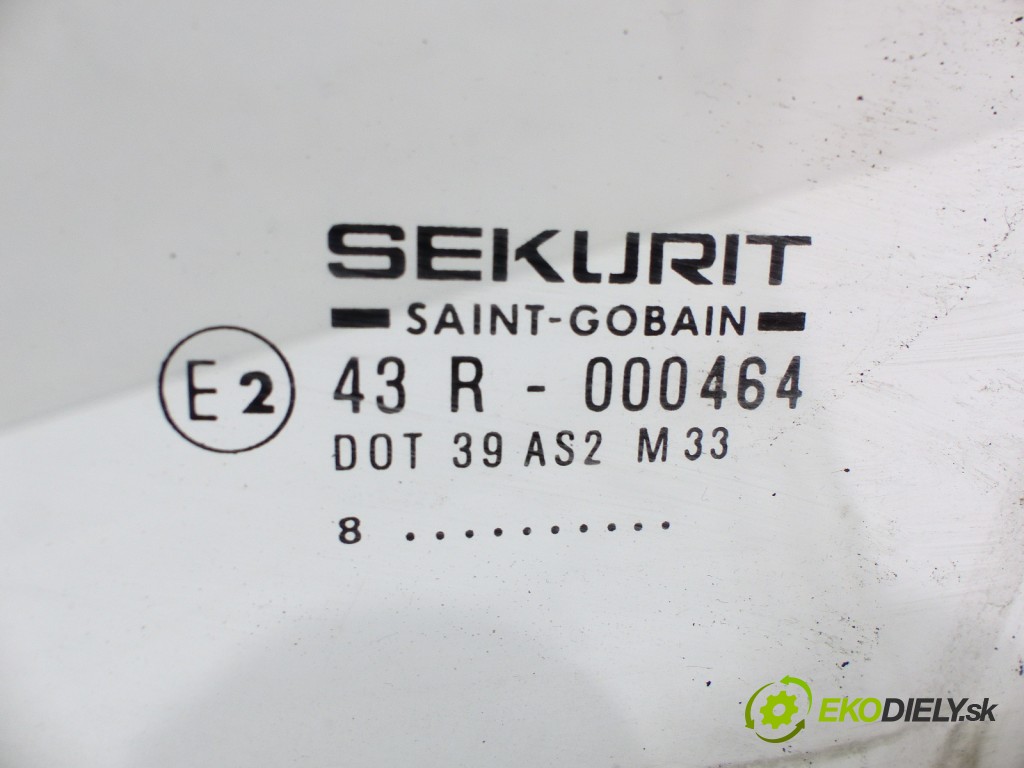 SEKURIT
SAINT-GOBAIN
E2 43 R - 000464
DOT 39 AS2 M33
8 ..........
EKODIELY.sk